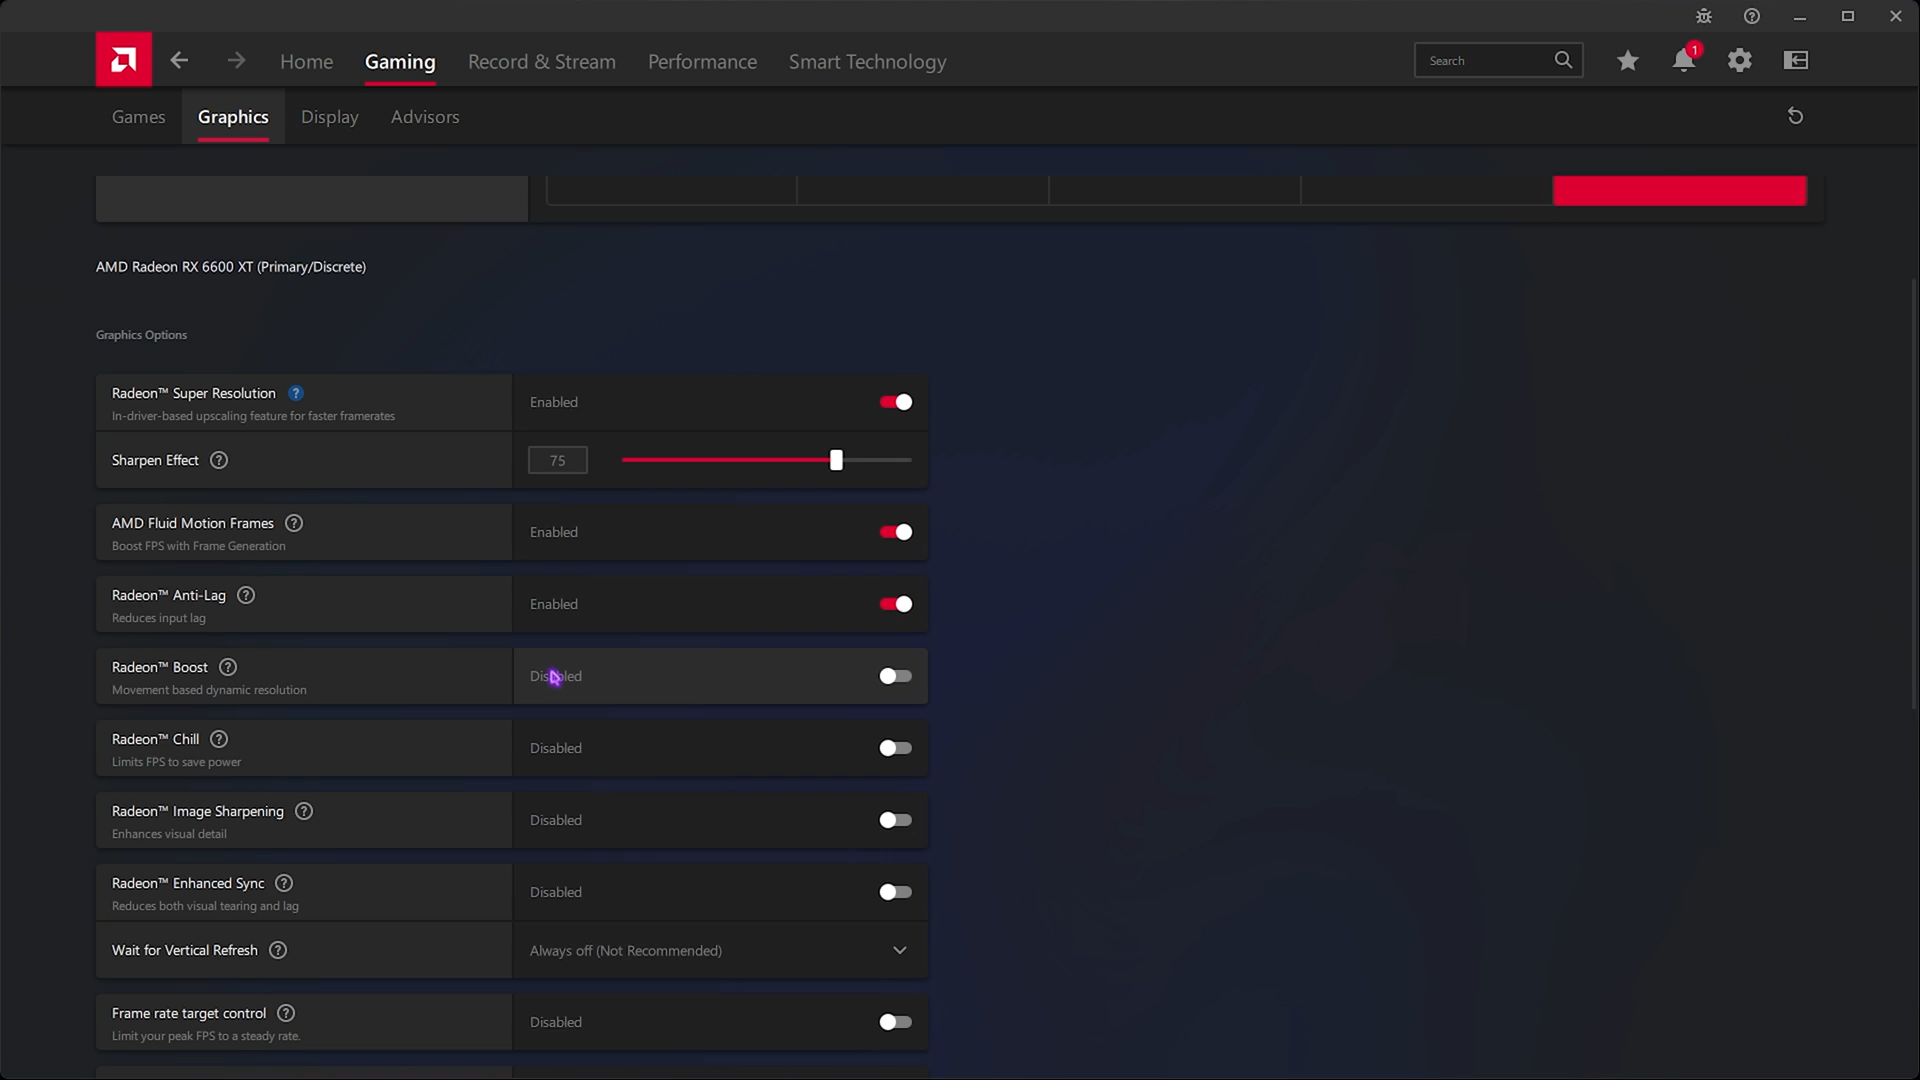 Home Gaming Record & Stream Performance Smart Technology Search 1
Games Graphics Display Advisors
AMD Radeon RX 6600 XT (Primary/Discrete)
Graphics Options
Radeon™ Super Resolution ? Enabled
In-driver-based upscaling feature for faster framerates
Sharpen Effect ? 75
AMD Fluid Motion Frames ? Enabled
Boost FPS with Frame Generation
Radeon™ Anti-Lag ? Enabled
Reduces input lag
Radeon™ Boost ? Disabled
Movement based dynamic resolution
Radeon™ Chill ? Disabled
Limits FPS to save power
Radeon™ Image Sharpening ? Disabled
Enhances visual detail
Radeon™ Enhanced Sync ? Disabled
Reduces both visual tearing and lag
Wait for Vertical Refresh ? Always off (Not Recommended)
Frame rate target control ? Disabled
Limit your peak FPS to a steady rate.